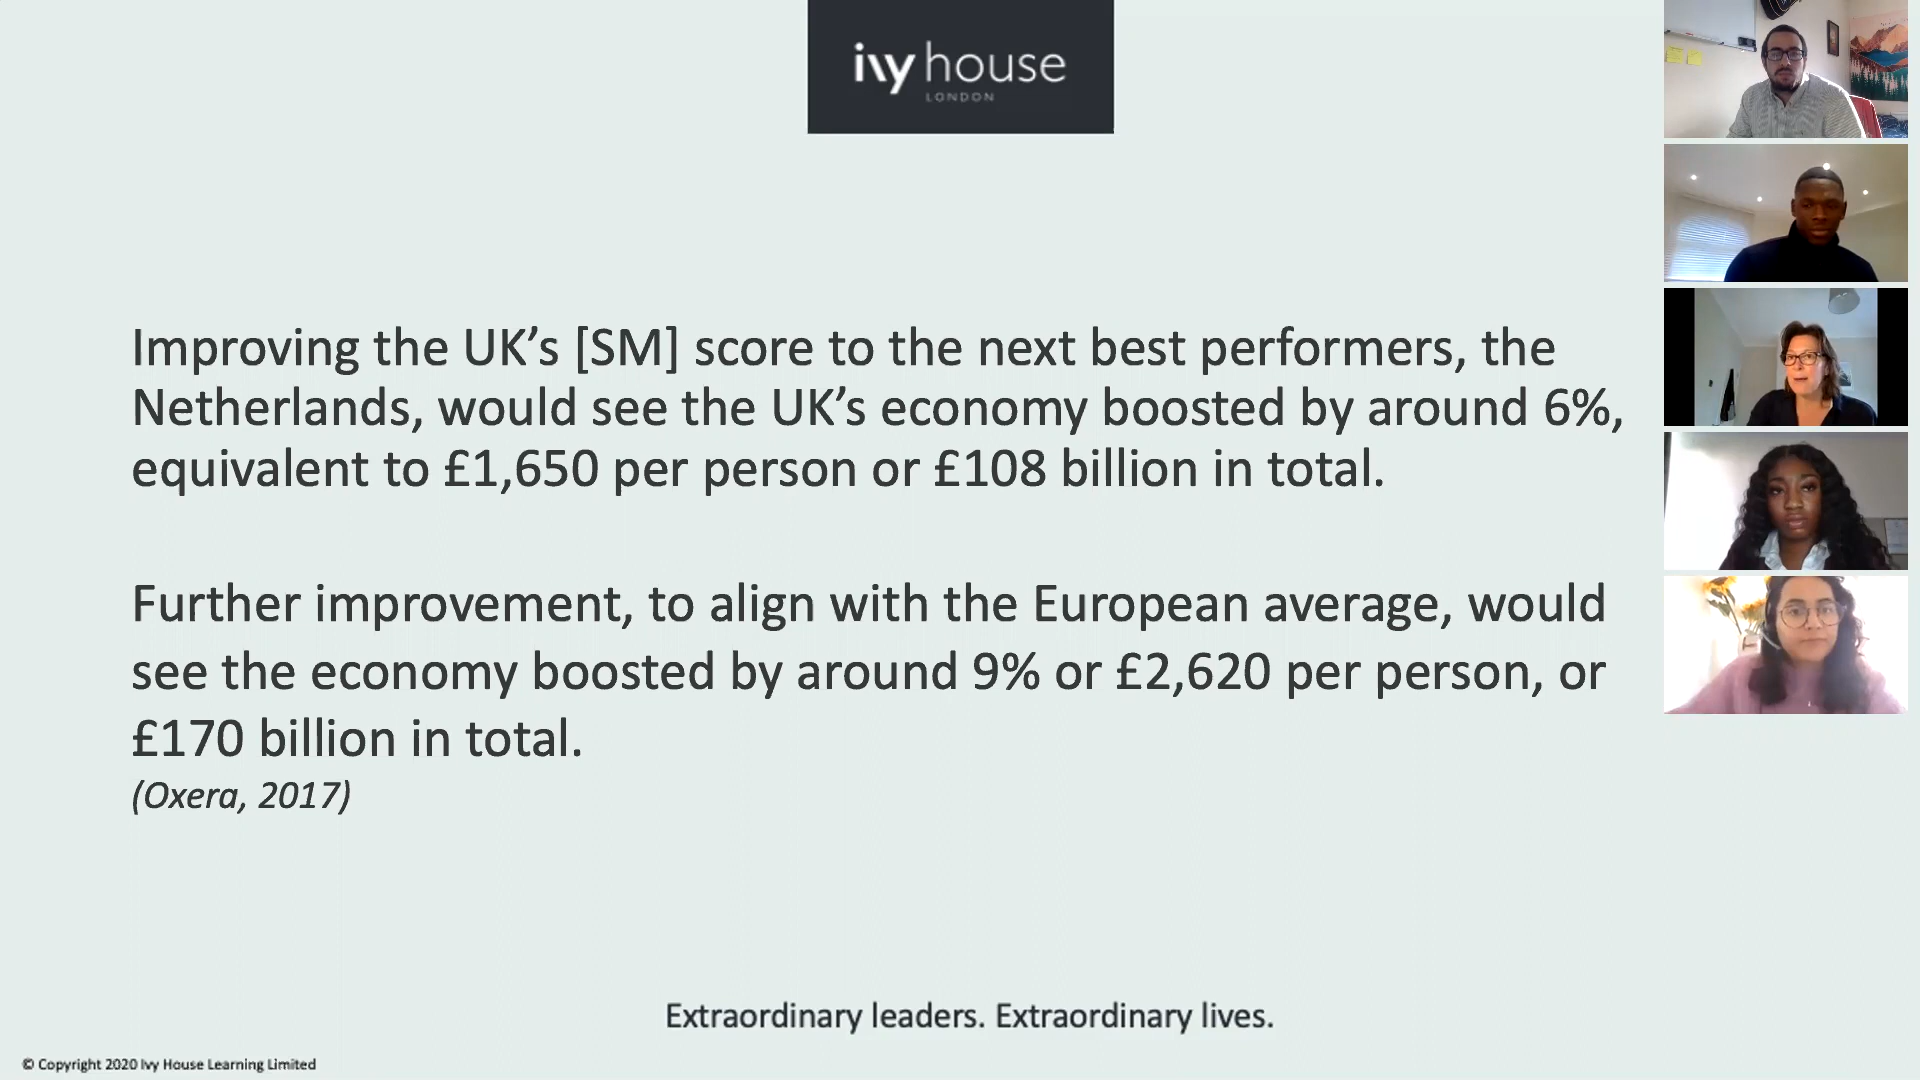 ivy house
LONDON
Improving the UK’s [SM] score to the next best performers, the
Netherlands, would see the UK’s economy boosted by around 6%,
equivalent to £1,650 per person or £108 billion in total.
Further improvement, to align with the European average, would
see the economy boosted by around 9% or £2,620 per person, or
£170 billion in total.
(Oxera, 2017)
Extraordinary leaders. Extraordinary lives.
© Copyright 2020 Ivy House Learning Limited